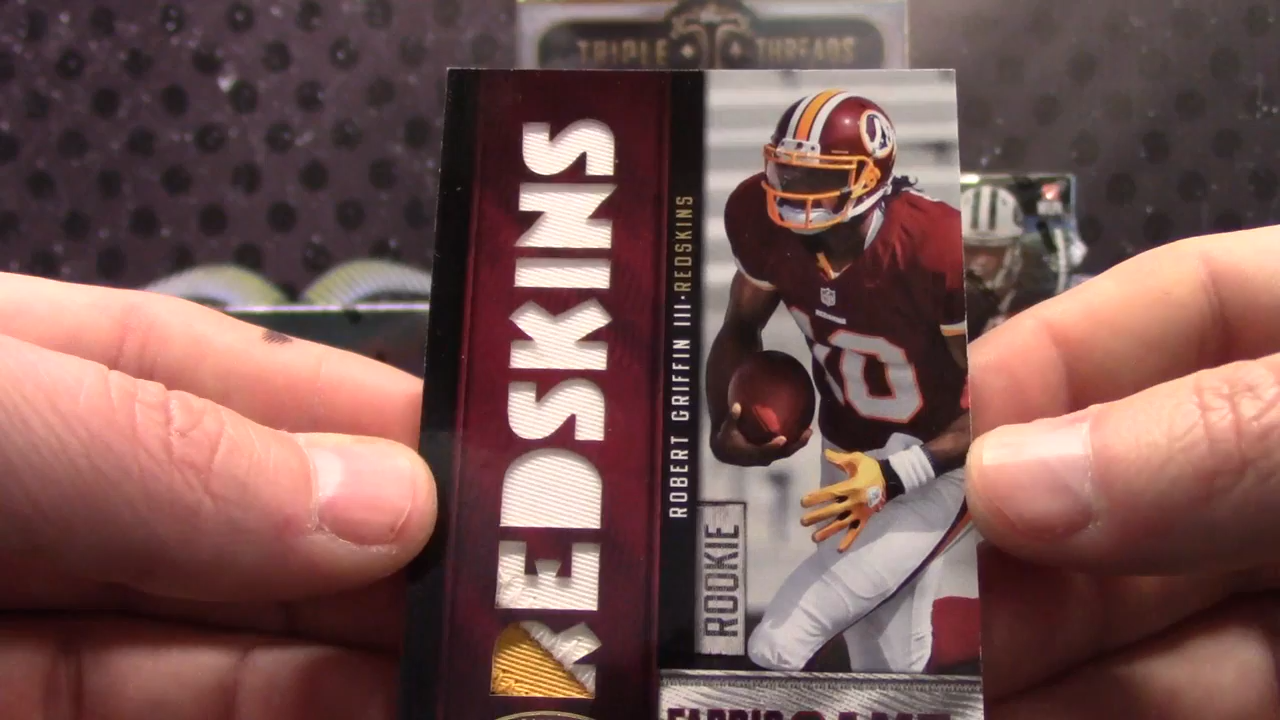 TRIPLE THREADS
REDSKINS
ROBERT GRIFFIN III•REDSKINS
10
ROOKIE